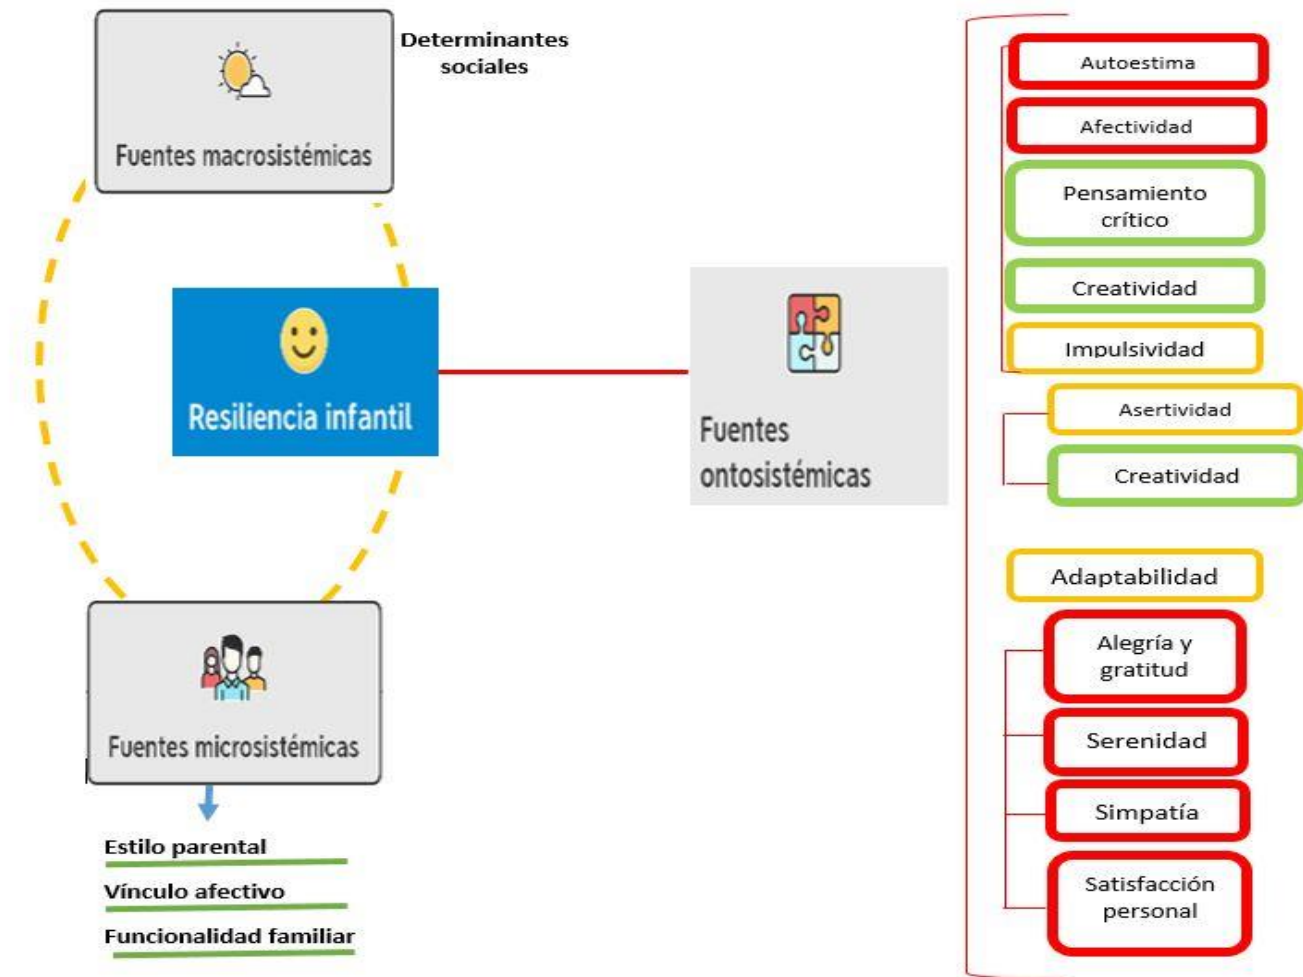 Determinantes
sociales
Fuentes macrosistémicas
Resiliencia infantil
Fuentes
ontosistémicas
Fuentes microsistémicas
Estilo parental
Vínculo afectivo
Funcionalidad familiar
Autoestima
Afectividad
Pensamiento
crítico
Creatividad
Impulsividad
Asertividad
Creatividad
Adaptabilidad
Alegría y
gratitud
Serenidad
Simpatía
Satisfacción
personal